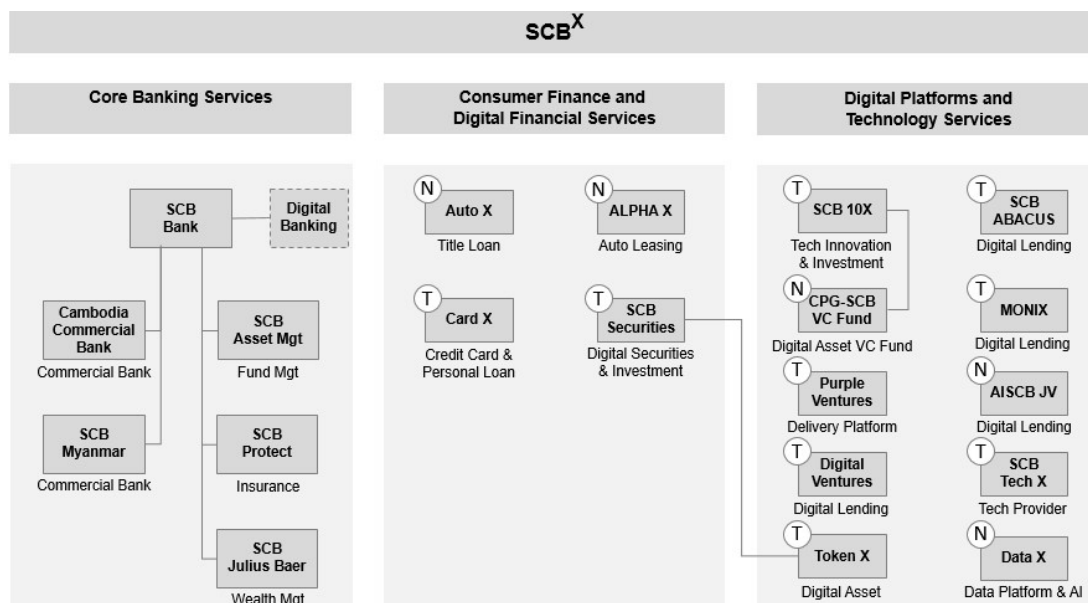 SCBX
Core Banking Services
SCB
Bank
Digital
Banking
Cambodia
Commercial
Bank
Commercial Bank
SCB
Asset Mgt
Fund Mgt
SCB
Myanmar
Commercial Bank
SCB
Protect
Insurance
SCB
Julius Baer
Wealth Mgt
Consumer Finance and
Digital Financial Services
N
Auto X
Title Loan
N
ALPHA X
Auto Leasing
T
Card X
Credit Card &
Personal Loan
T
SCB
Securities
Digital Securities
& Investment
Digital Platforms and
Technology Services
T
SCB 10X
Tech Innovation
& Investment
T
SCB
ABACUS
Digital Lending
N
CPG-SCB
VC Fund
Digital Asset VC Fund
T
MONIX
Digital Lending
T
Purple
Ventures
Delivery Platform
N
AISCB JV
Digital Lending
T
Digital
Ventures
Digital Lending
T
SCB
Tech X
Tech Provider
T
Token X
Digital Asset
N
Data X
Data Platform & AI